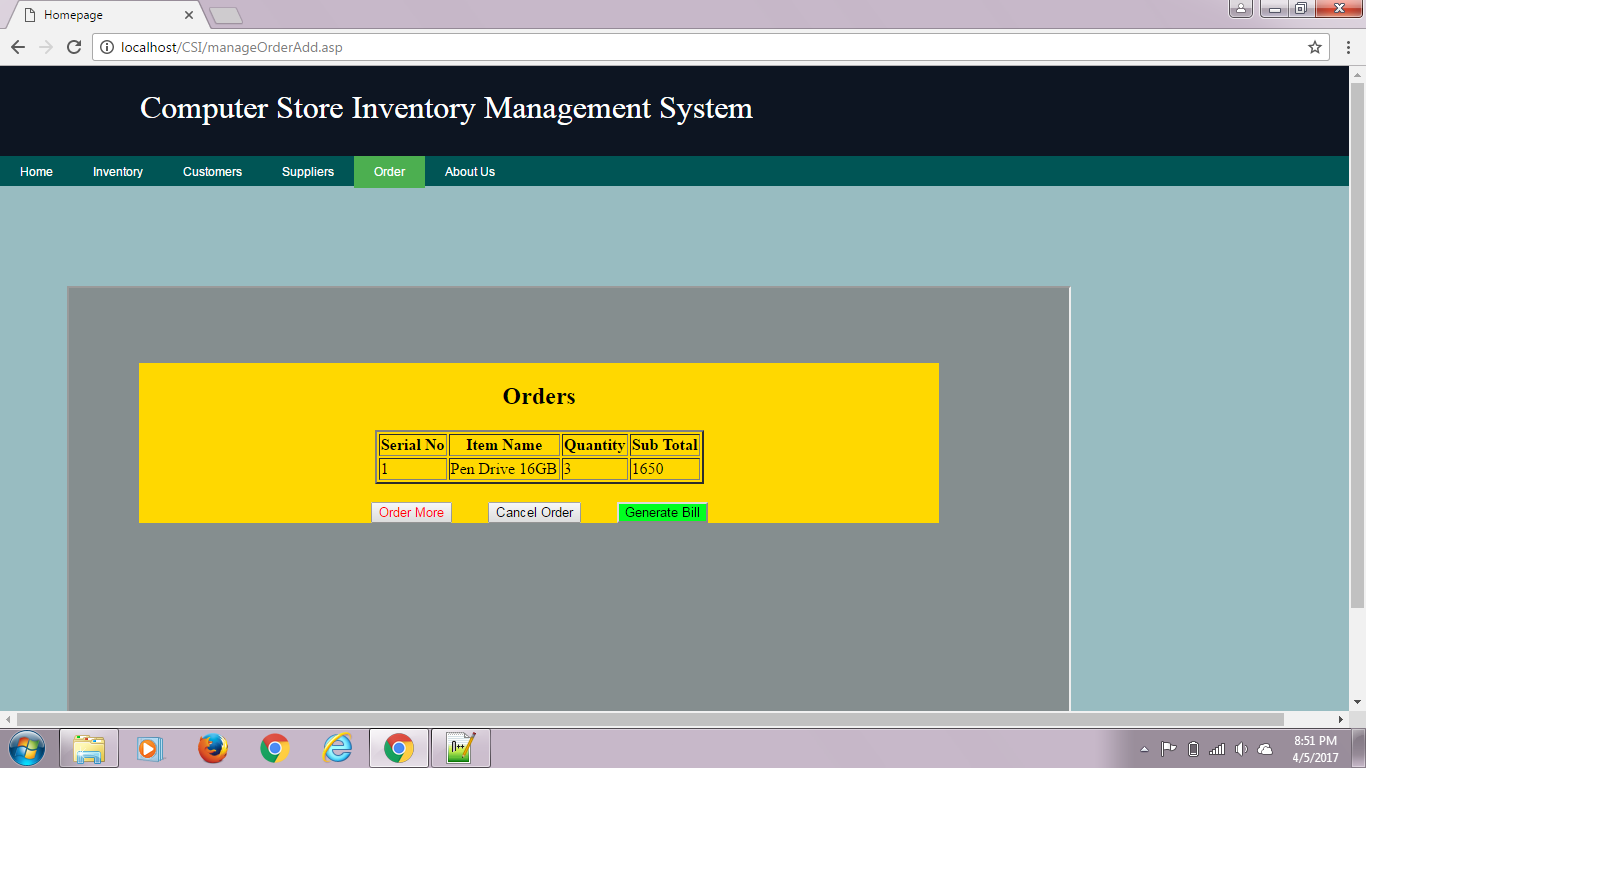 Homepage
localhost/CSI/manageOrderAdd.asp
Computer Store Inventory Management System
Home Inventory Customers Suppliers Order About Us
Orders
Serial No Item Name Quantity Sub Total
1 Pen Drive 16GB 3 1650
Order More Cancel Order Generate Bill
8:51 PM
4/5/2017